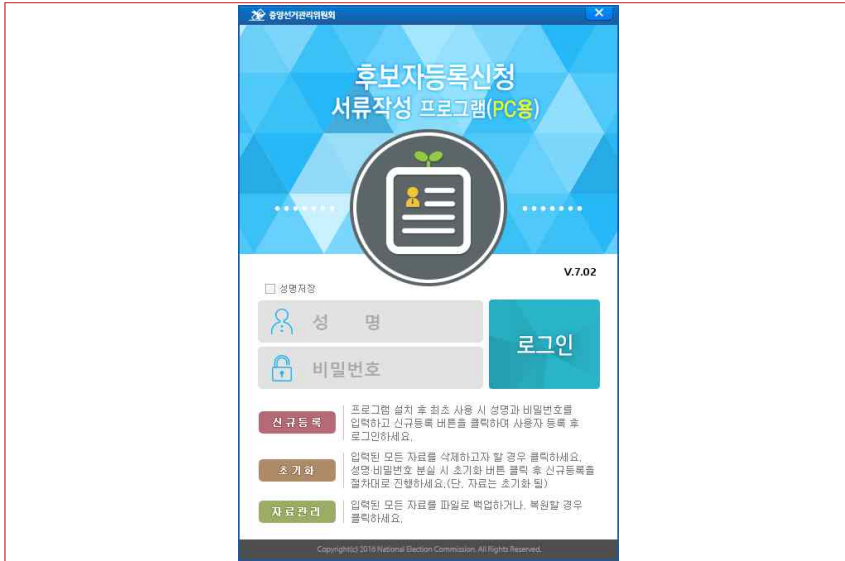 중앙선거관리위원회
후보자등록신청
서류작성 프로그램(PC용)
V.7.02
성명저장
성 명
비밀번호
로그인
신규등록
프로그램 설치 후 최초 사용 시 성명과 비밀번호를
입력하고 신규등록 버튼을 클릭하여 사용자 등록 후
로그인하세요.
초기화
입력된 모든 자료를 삭제하고자 할 경우 클릭하세요.
성명·비밀번호 분실 시 초기화 버튼 클릭 후 신규등록을
절차대로 진행하세요.(단, 자료는 초기화 됨)
자료관리
입력된 모든 자료를 파일로 백업하거나, 복원할 경우
클릭하세요.
Copyright(c) 2016 National Election Commission. All Rights Reserved.